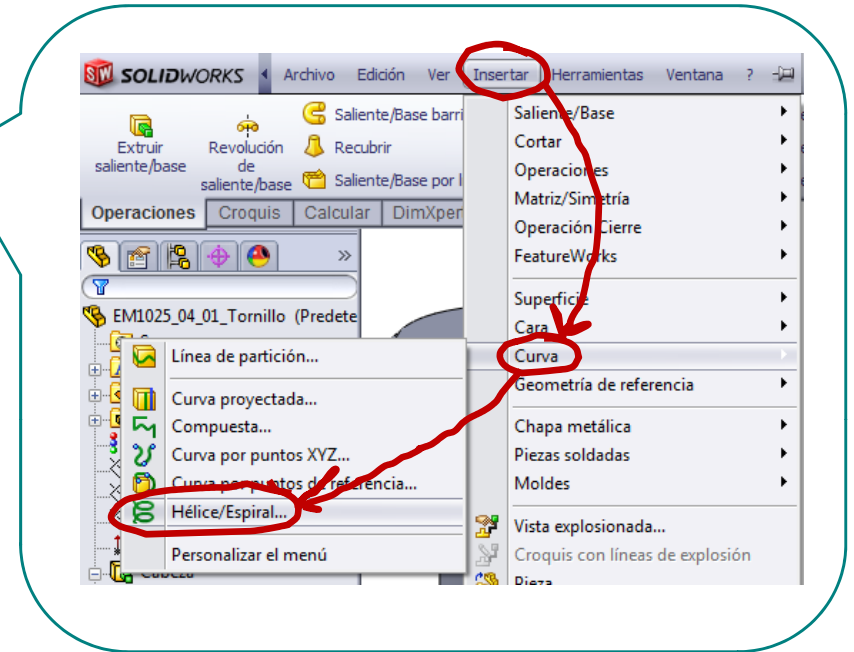 SW SOLIDWORKS Archivo Edición Ver Insertar Herramientas Ventana ?
Extruir saliente/base
Revolución de saliente/base
Saliente/Base barri
Recubrir
Saliente/Base por l
Operaciones Croquis Calcular DimXper
»
EM1025_04_01_Tornillo (Predete
Línea de partición...
Curva proyectada...
Compuesta...
Curva por puntos XYZ...
Curva por puntos de referencia...
Hélice/Espiral...
Personalizar el menú
Saliente/Base
Cortar
Operaciones
Matriz/Simetría
Operación Cierre
FeatureWorks
Superficie
Cara
Curva
Geometría de referencia
Chapa metálica
Piezas soldadas
Moldes
Vista explosionada...
Croquis con líneas de explosión
Pieza